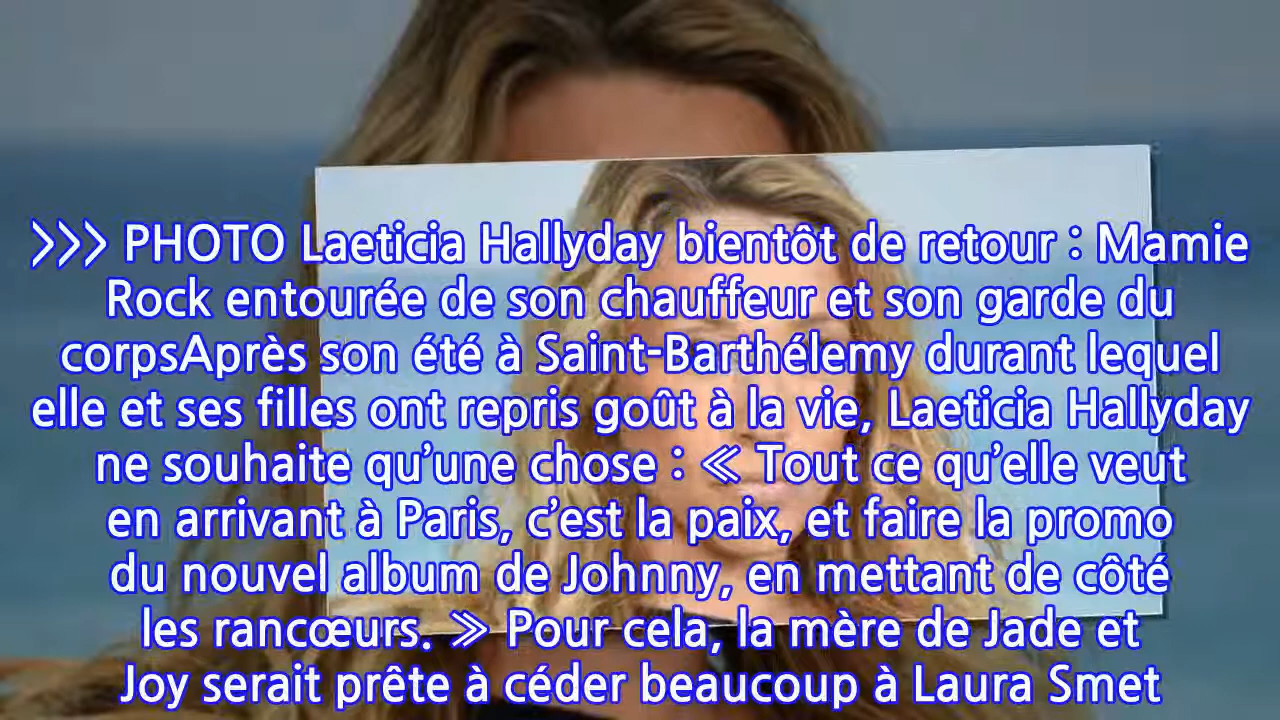 >>> PHOTO Laeticia Hallyday bientôt de retour : Mamie
Rock entourée de son chauffeur et son garde du
corpsAprès son été à Saint-Barthélemy durant lequel
elle et ses filles ont repris goût à la vie, Laeticia Hallyday
ne souhaite qu’une chose : « Tout ce qu’elle veut
en arrivant à Paris, c’est la paix, et faire la promo
du nouvel album de Johnny, en mettant de côté
les rancœurs. » Pour cela, la mère de Jade et
Joy serait prête à céder beaucoup à Laura Smet